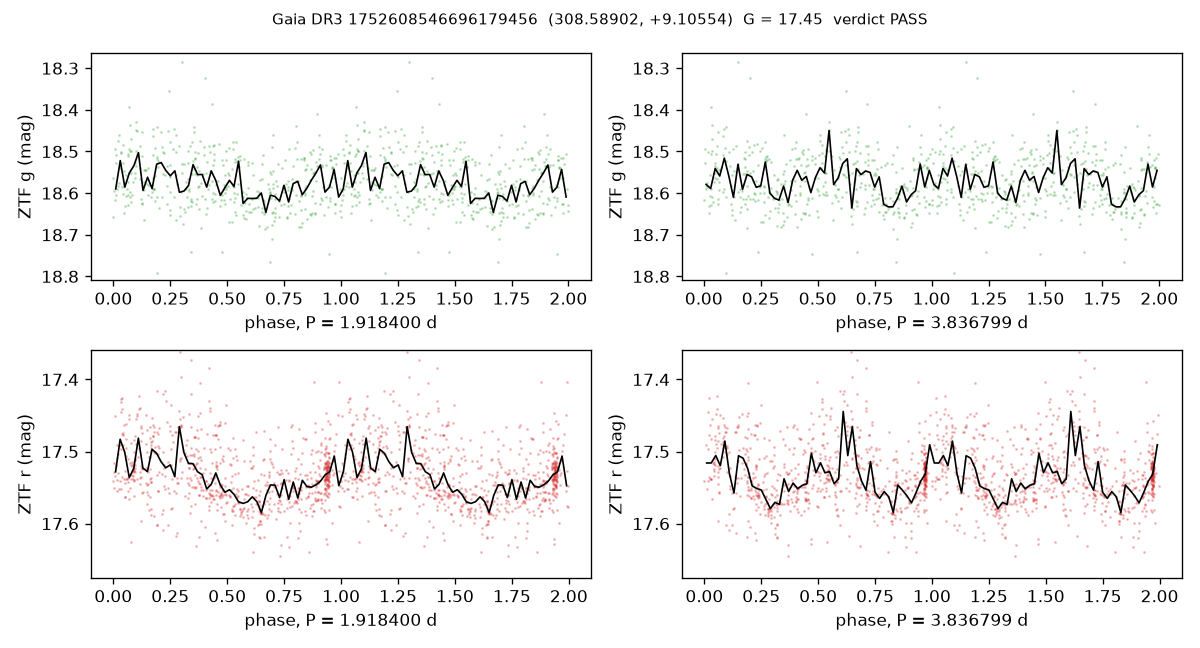 Gaia DR3 1752608546696179456  (308.58902, +9.10554)  G = 17.45  verdict PASS
ZTF g (mag)
18.3
18.4
18.5
18.6
18.7
18.8
0.00 0.25 0.50 0.75 1.00 1.25 1.50 1.75 2.00
phase, P = 1.918400 d
ZTF g (mag)
18.3
18.4
18.5
18.6
18.7
18.8
0.00 0.25 0.50 0.75 1.00 1.25 1.50 1.75 2.00
phase, P = 3.836799 d
ZTF r (mag)
17.4
17.5
17.6
0.00 0.25 0.50 0.75 1.00 1.25 1.50 1.75 2.00
phase, P = 1.918400 d
ZTF r (mag)
17.4
17.5
17.6
0.00 0.25 0.50 0.75 1.00 1.25 1.50 1.75 2.00
phase, P = 3.836799 d